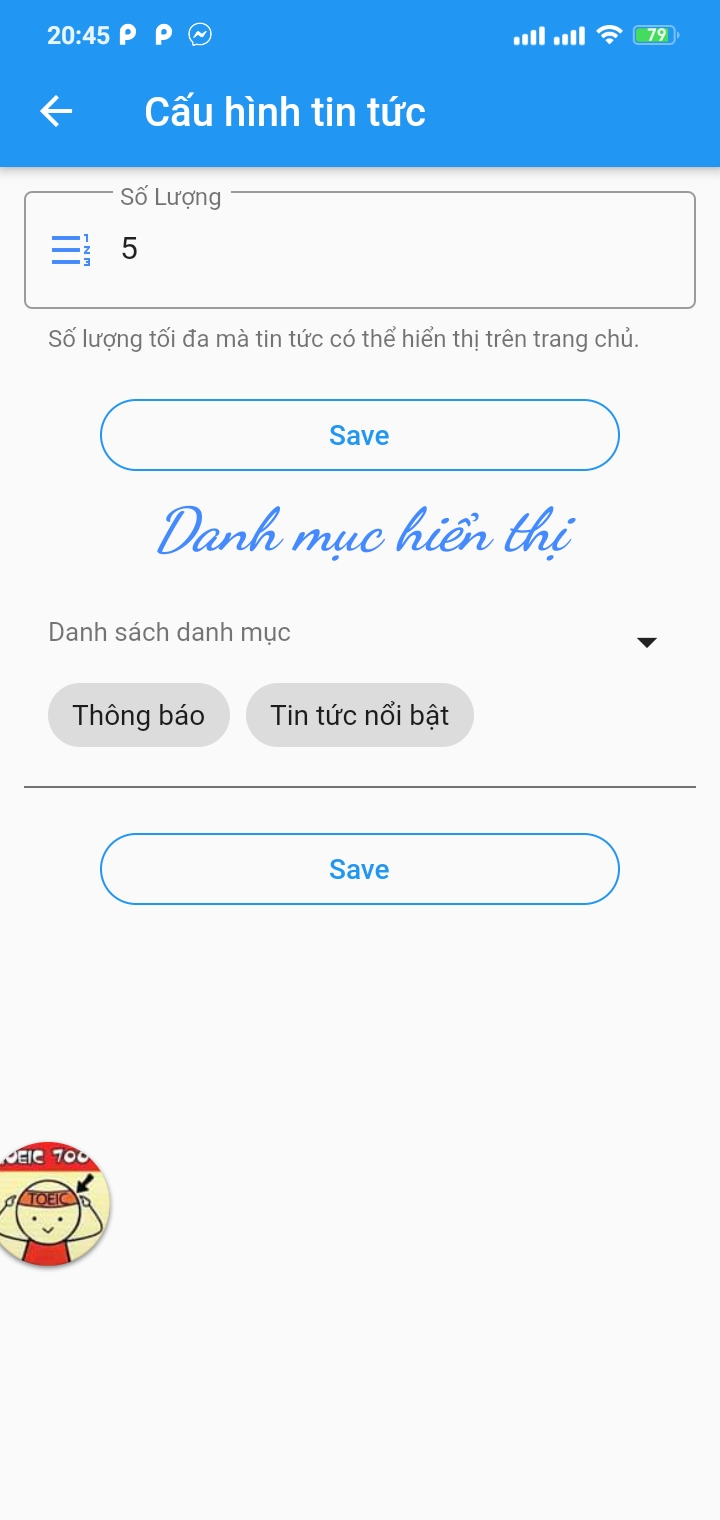 20:45 79
Cấu hình tin tức
Số Lượng
5
Số lượng tối đa mà tin tức có thể hiển thị trên trang chủ.
Save
Danh mục hiển thị
Danh sách danh mục
Thông báo Tin tức nổi bật
Save
TOEIC 700
TOEIC